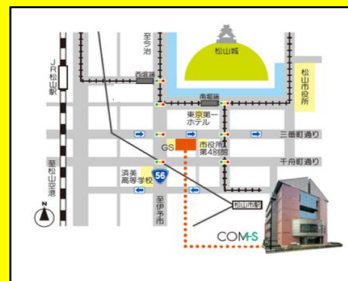 至今治
松山城
JR松山駅
西堀端
南堀端
松山市役所
東京第一
ホテル
三番町通り
GS
市役所
第4別館
千舟町通り
至松山空港
済美
高等学校
56
至伊予市
松山市駅
N
COMS